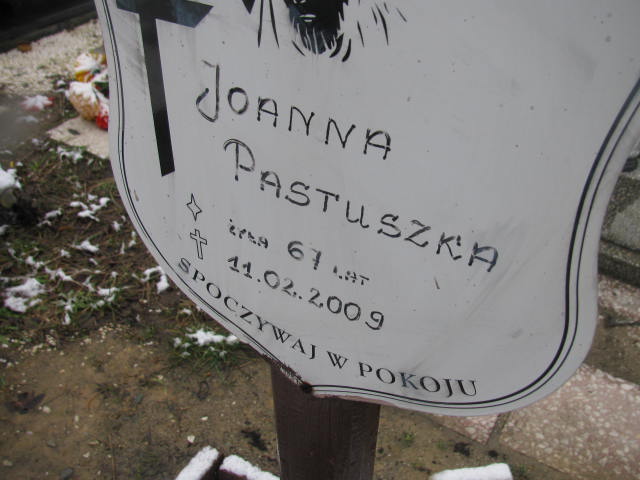 JOANNA
PASTUSZKA
żyła 67 LAT
11.02.2009
SPOCZYWAJ W POKOJU